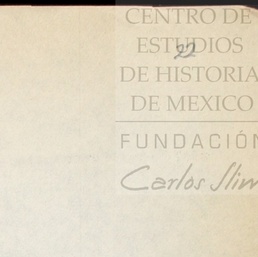 CENTRO DE
ESTUDIOS
22
DE HISTORIA
DE MEXICO
FUNDACIÓN
Carlos Slim